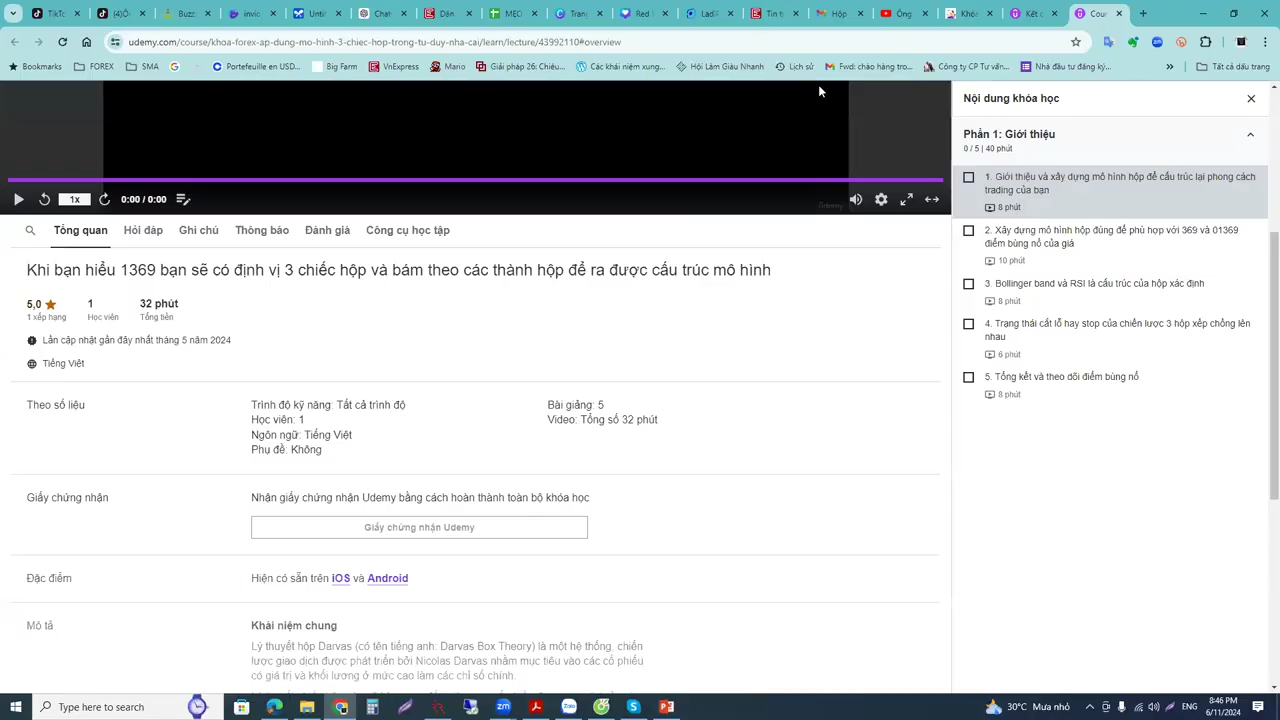 Buzz
invic
Untir
Chat
Dān
MEC
Trang
Red l
LadiF
Tin t
Hộp
Ông
Khóa
Kết c
Cou
udemy.com/course/khoa-forex-ap-dung-mo-hinh-3-chiec-hop-trong-tu-duy-nha-cai/learn/lecture/43992110#overview
Bookmarks FOREX SMA Portefeuille en USD... Big Farm VnExpress Mario Giải pháp 26: Chiêu... Các khái niệm xung... Hội Làm Giàu Nhanh Lịch sử Fwd: chào hàng tro... Công ty CP Tư vấn... Nhà đầu tư đăng ký... » Tất cả dấu trang
1x 0:00 / 0:00
Udemy
Tổng quan Hỏi đáp Ghi chú Thông báo Đánh giá Công cụ học tập
Khi bạn hiểu 1369 bạn sẽ có định vị 3 chiếc hộp và bám theo các thành hộp để ra được cấu trúc mô hình
5,0 1 32 phút
1 xếp hạng Học viên Tổng tiền
Lần cập nhật gần đây nhất tháng 5 năm 2024
Tiếng Việt
Theo số liệu
Trình độ kỹ năng: Tất cả trình độ
Học viên: 1
Ngôn ngữ: Tiếng Việt
Phụ đề: Không
Bài giảng: 5
Video: Tổng số 32 phút
Giấy chứng nhận
Nhận giấy chứng nhận Udemy bằng cách hoàn thành toàn bộ khóa học
Giấy chứng nhận Udemy
Đặc điểm
Hiện có sẵn trên iOS và Android
Mô tả
Khái niệm chung
Lý thuyết hộp Darvas (có tên tiếng anh: Darvas Box Theory) là một hệ thống, chiến
lược giao dịch được phát triển bởi Nicolas Darvas nhằm mục tiêu vào các cổ phiếu
có giá trị và khối lượng ở mức cao làm các chỉ số chính.
Nội dung khóa học
Phần 1: Giới thiệu
0 / 5 | 40 phút
1. Giới thiệu và xây dựng mô hình hộp để cấu trúc lại phong cách
trading của bạn
8 phút
2. Xây dựng mô hình hộp đúng để phù hợp với 369 và 01369
điểm bùng nổ của giá
10 phút
3. Bollinger band và RSI là cấu trúc của hộp xác định
8 phút
4. Trạng thái cắt lỗ hay stop của chiến lược 3 hộp xếp chồng lên
nhau
6 phút
5. Tổng kết và theo dõi điểm bùng nổ
8 phút
Type here to search
30°C Mưa nhỏ
ENG
8:46 PM
6/11/2024